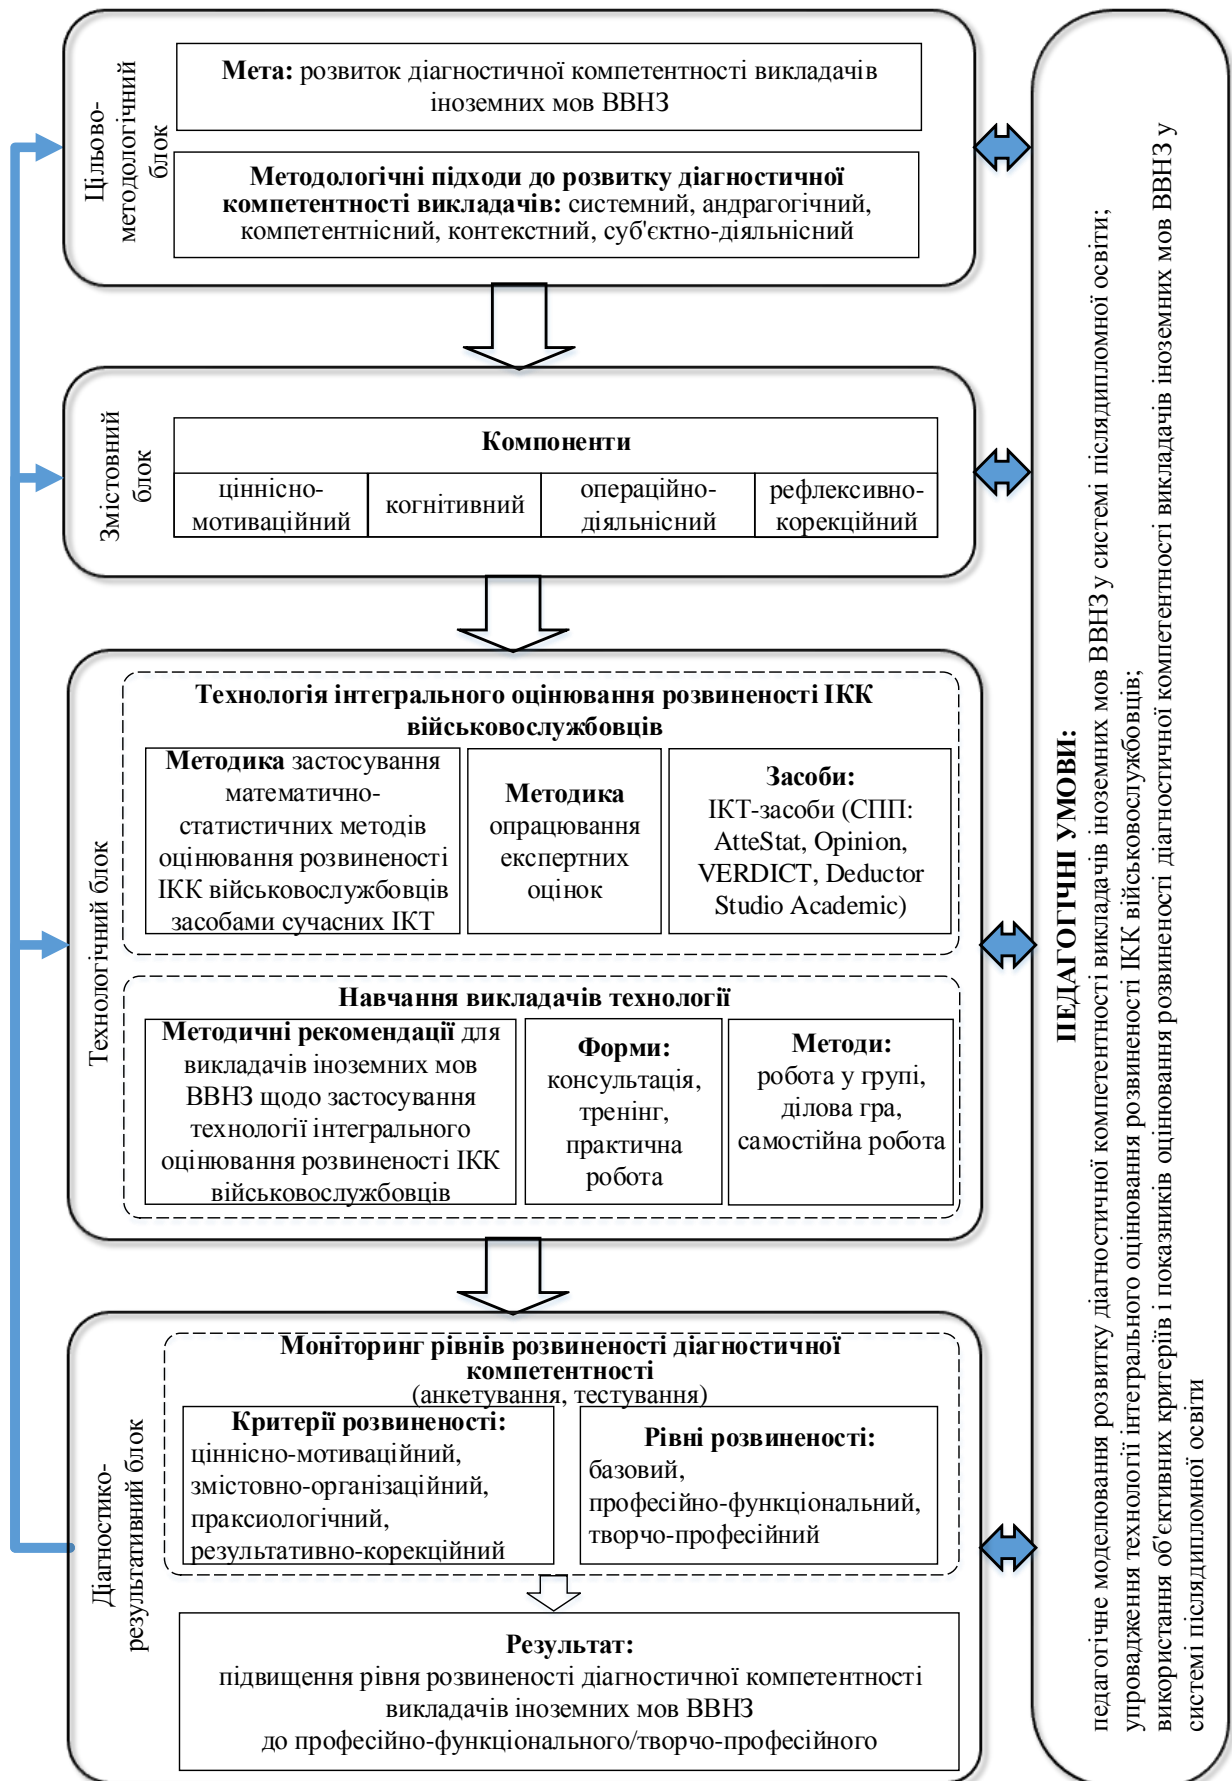 Цільово-
методологічний
блок
Мета: розвиток діагностичної компетентності викладачів
іноземних мов ВВНЗ
Методологічні підходи до розвитку діагностичної
компетентності викладачів: системний, андрагогічний,
компетентнісний, контекстний, суб'єктно-діяльнісний
Змістовний
блок
Компоненти
ціннісно-
мотиваційний
когнітивний
операційно-
діяльнісний
рефлексивно-
корекційний
Технологічний блок
Технологія інтегрального оцінювання розвиненості ІКК
військовослужбовців
Методика застосування
математично-
статистичних методів
оцінювання розвиненості
ІКК військовослужбовців
засобами сучасних ІКТ
Методика
опрацювання
експертних
оцінок
Засоби:
ІКТ-засоби (СПП:
AtteStat, Opinion,
VERDICT, Deductor
Studio Academic)
Навчання викладачів технології
Методичні рекомендації для
викладачів іноземних мов
ВВНЗ щодо застосування
технології інтегрального
оцінювання розвиненості ІКК
військовослужбовців
Форми:
консультація,
тренінг,
практична
робота
Методи:
робота у групі,
ділова гра,
самостійна робота
Діагностико-
результативний блок
Моніторинг рівнів розвиненості діагностичної
компетентності
(анкетування, тестування)
Критерії розвиненості:
ціннісно-мотиваційний,
змістовно-організаційний,
праксиологічний,
результативно-корекційний
Рівні розвиненості:
базовий,
професійно-функціональний,
творчо-професійний
Результат:
підвищення рівня розвиненості діагностичної компетентності
викладачів іноземних мов ВВНЗ
до професійно-функціонального/творчо-професійного
ПЕДАГОГІЧНІ УМОВИ:
педагогічне моделювання розвитку діагностичної компетентності викладачів іноземних мов ВВНЗ у системі післядипломної освіти;
упровадження технології інтегрального оцінювання розвиненості ІКК військовослужбовців;
використання об'єктивних критеріїв і показників оцінювання розвиненості діагностичної компетентності викладачів іноземних мов ВВНЗ у
системі післядипломної освіти